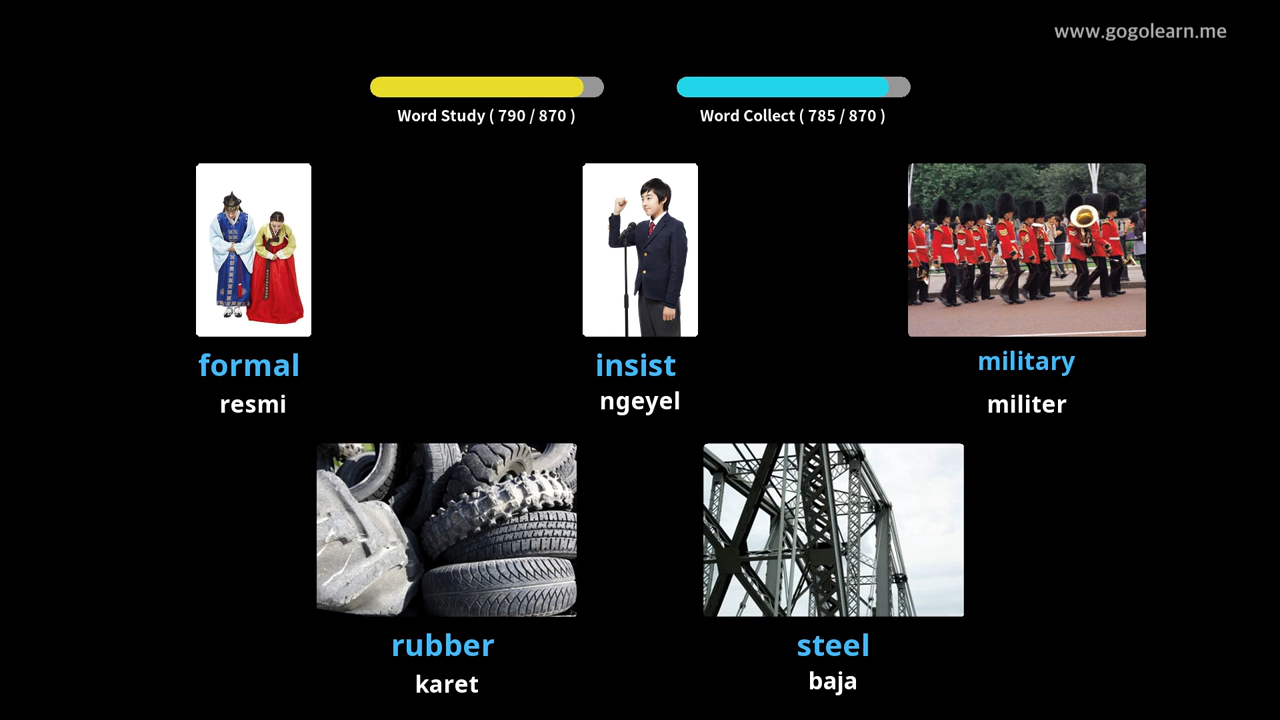 www.gogolearn.me
Word Study ( 790 / 870 )
Word Collect ( 785 / 870 )
formal
resmi
insist
ngeyel
military
militer
rubber
karet
steel
baja